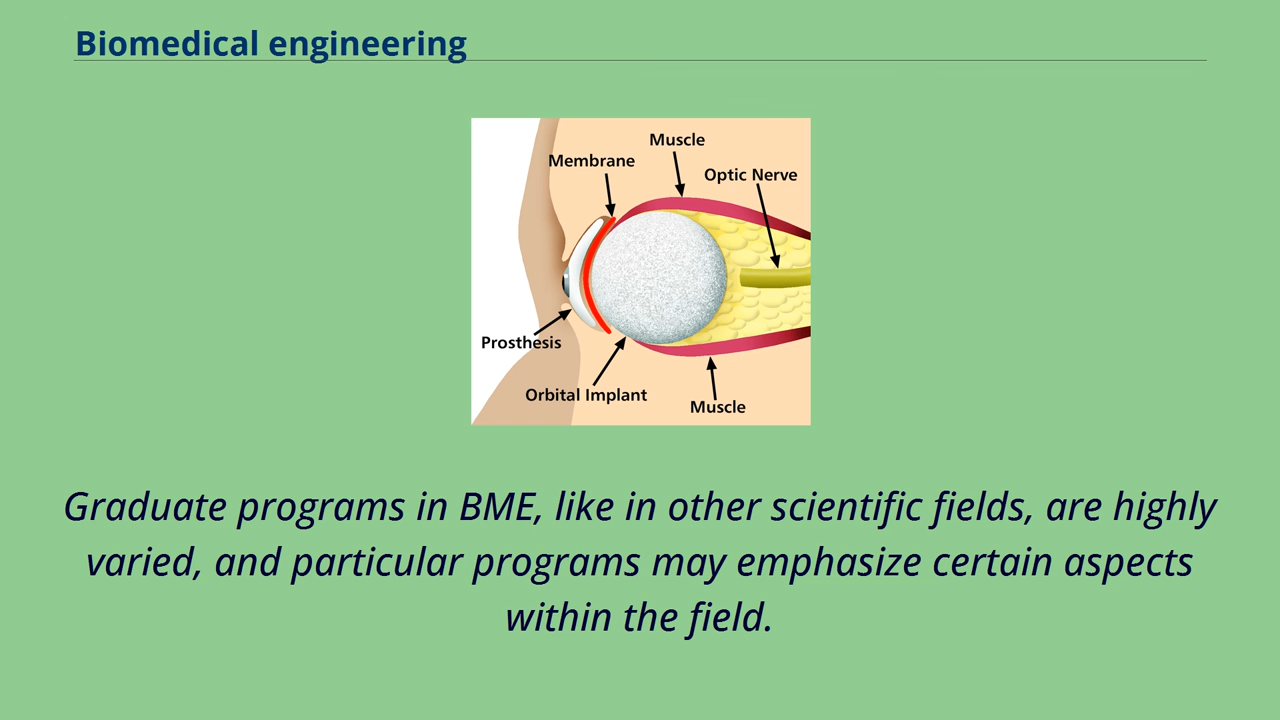 Biomedical engineering
Muscle
Membrane
Optic Nerve
Prosthesis
Orbital Implant
Muscle
Graduate programs in BME, like in other scientific fields, are highly
varied, and particular programs may emphasize certain aspects
within the field.